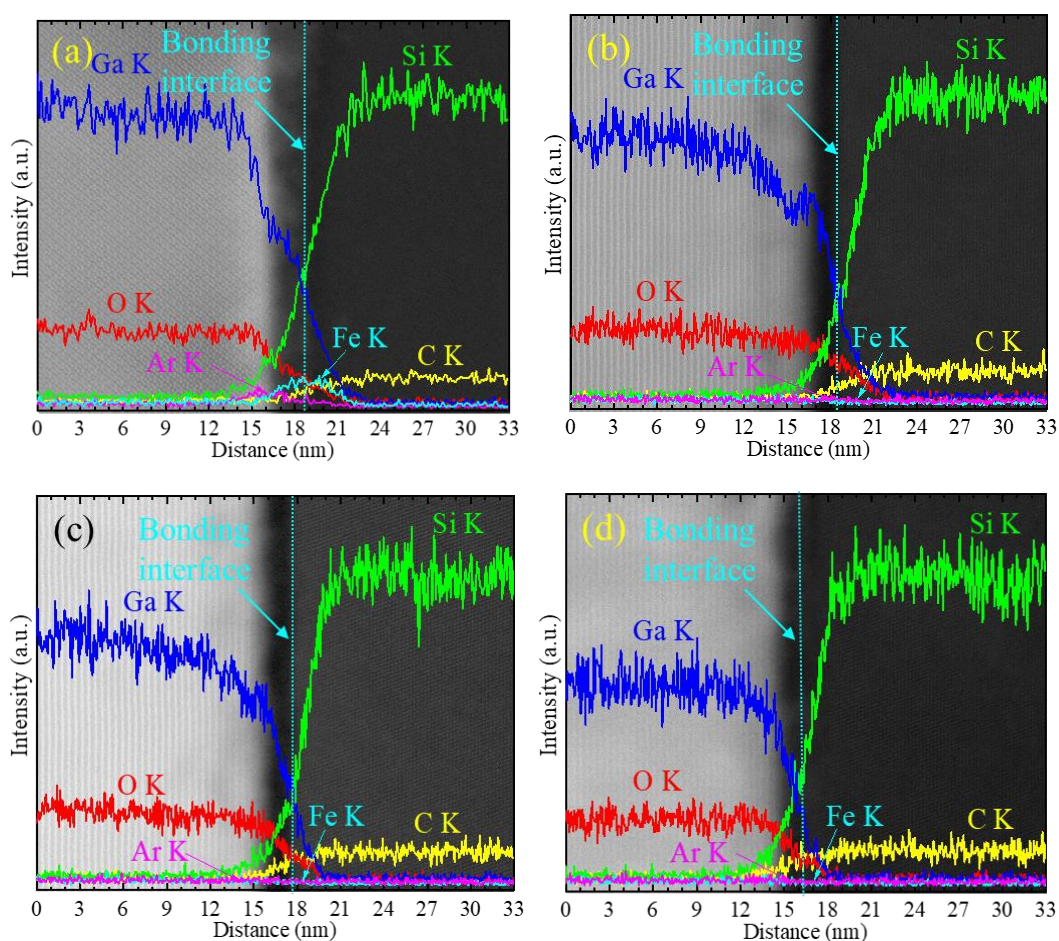 (a)
Ga K
Bonding
interface
Si K
O K
Ar K
Fe K
C K
Intensity (a.u.)
0 3 6 9 12 15 18 21 24 27 30 33
Distance (nm)
(b)
Ga K
Bonding
interface
Si K
O K
Ar K
Fe K
C K
Intensity (a.u.)
0 3 6 9 12 15 18 21 24 27 30 33
Distance (nm)
(c)
Ga K
Bonding
interface
Si K
O K
Ar K
Fe K
C K
Intensity (a.u.)
0 3 6 9 12 15 18 21 24 27 30 33
Distance (nm)
(d)
Ga K
Bonding
interface
Si K
O K
Ar K
Fe K
C K
Intensity (a.u.)
0 3 6 9 12 15 18 21 24 27 30 33
Distance (nm)